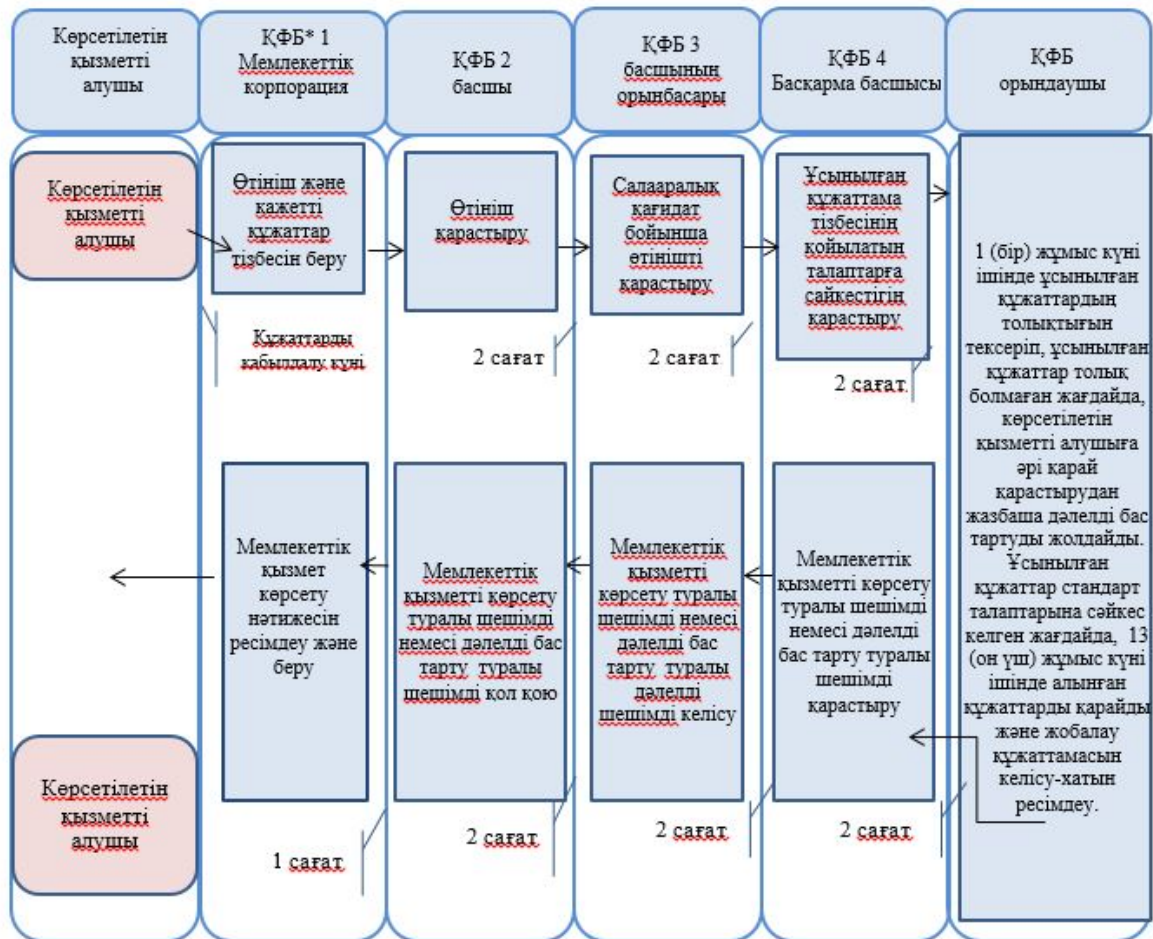 Көрсетілетін
қызметті
алушы
ҚФБ* 1
Мемлекеттік
корпорация
ҚФБ 2
басшы
ҚФБ 3
басшының
орынбасары
ҚФБ 4
Басқарма басшысы
ҚФБ
орындаушы
Көрсетілетін
қызметті
алушы
Өтініш және
қажетті
құжаттар
тізбесін беру
Өтініш
қарастыру
Салааралық
қағидат
бойынша
өтінішті
қарастыру
Ұсынылған
құжаттама
тізбесінің
қойылатын
талаптарға
сәйкестігін
қарастыру
1 (бір) жұмыс күні
ішінде ұсынылған
құжаттардың
толықтығын
тексеріп, ұсынылған
құжаттар толық
болмаған жағдайда,
көрсетілетін
қызметті алушыға
әрі қарай
қарастырудан
жазбаша дәлелді бас
тартуды жолдайды.
Ұсынылған
құжаттар стандарт
талаптарына сәйкес
келген жағдайда, 13
(он үш) жұмыс күні
ішінде алынған
құжаттарды қарайды
және жобалау
құжаттамасын
келісу-хатын
ресімдеу.
Құжаттарды
қабылдау күні
2 сағат
2 сағат
2 сағат
Мемлекеттік
қызмет
көрсету
нәтижесін
ресімдеу және
беру
Мемлекеттік
қызметті көрсету
туралы шешімді
немесі дәлелді бас
тарту туралы
шешімді қол қою
Мемлекеттік
қызметті
көрсету туралы
шешімді немесі
дәлелді бас
тарту туралы
дәлелді
шешімді келісу
Мемлекеттік
қызметті көрсету
туралы шешімді
немесі дәлелді
бас тарту туралы
шешімді
қарастыру
Көрсетілетін
қызметті
алушы
1 сағат
2 сағат
2 сағат
2 сағат